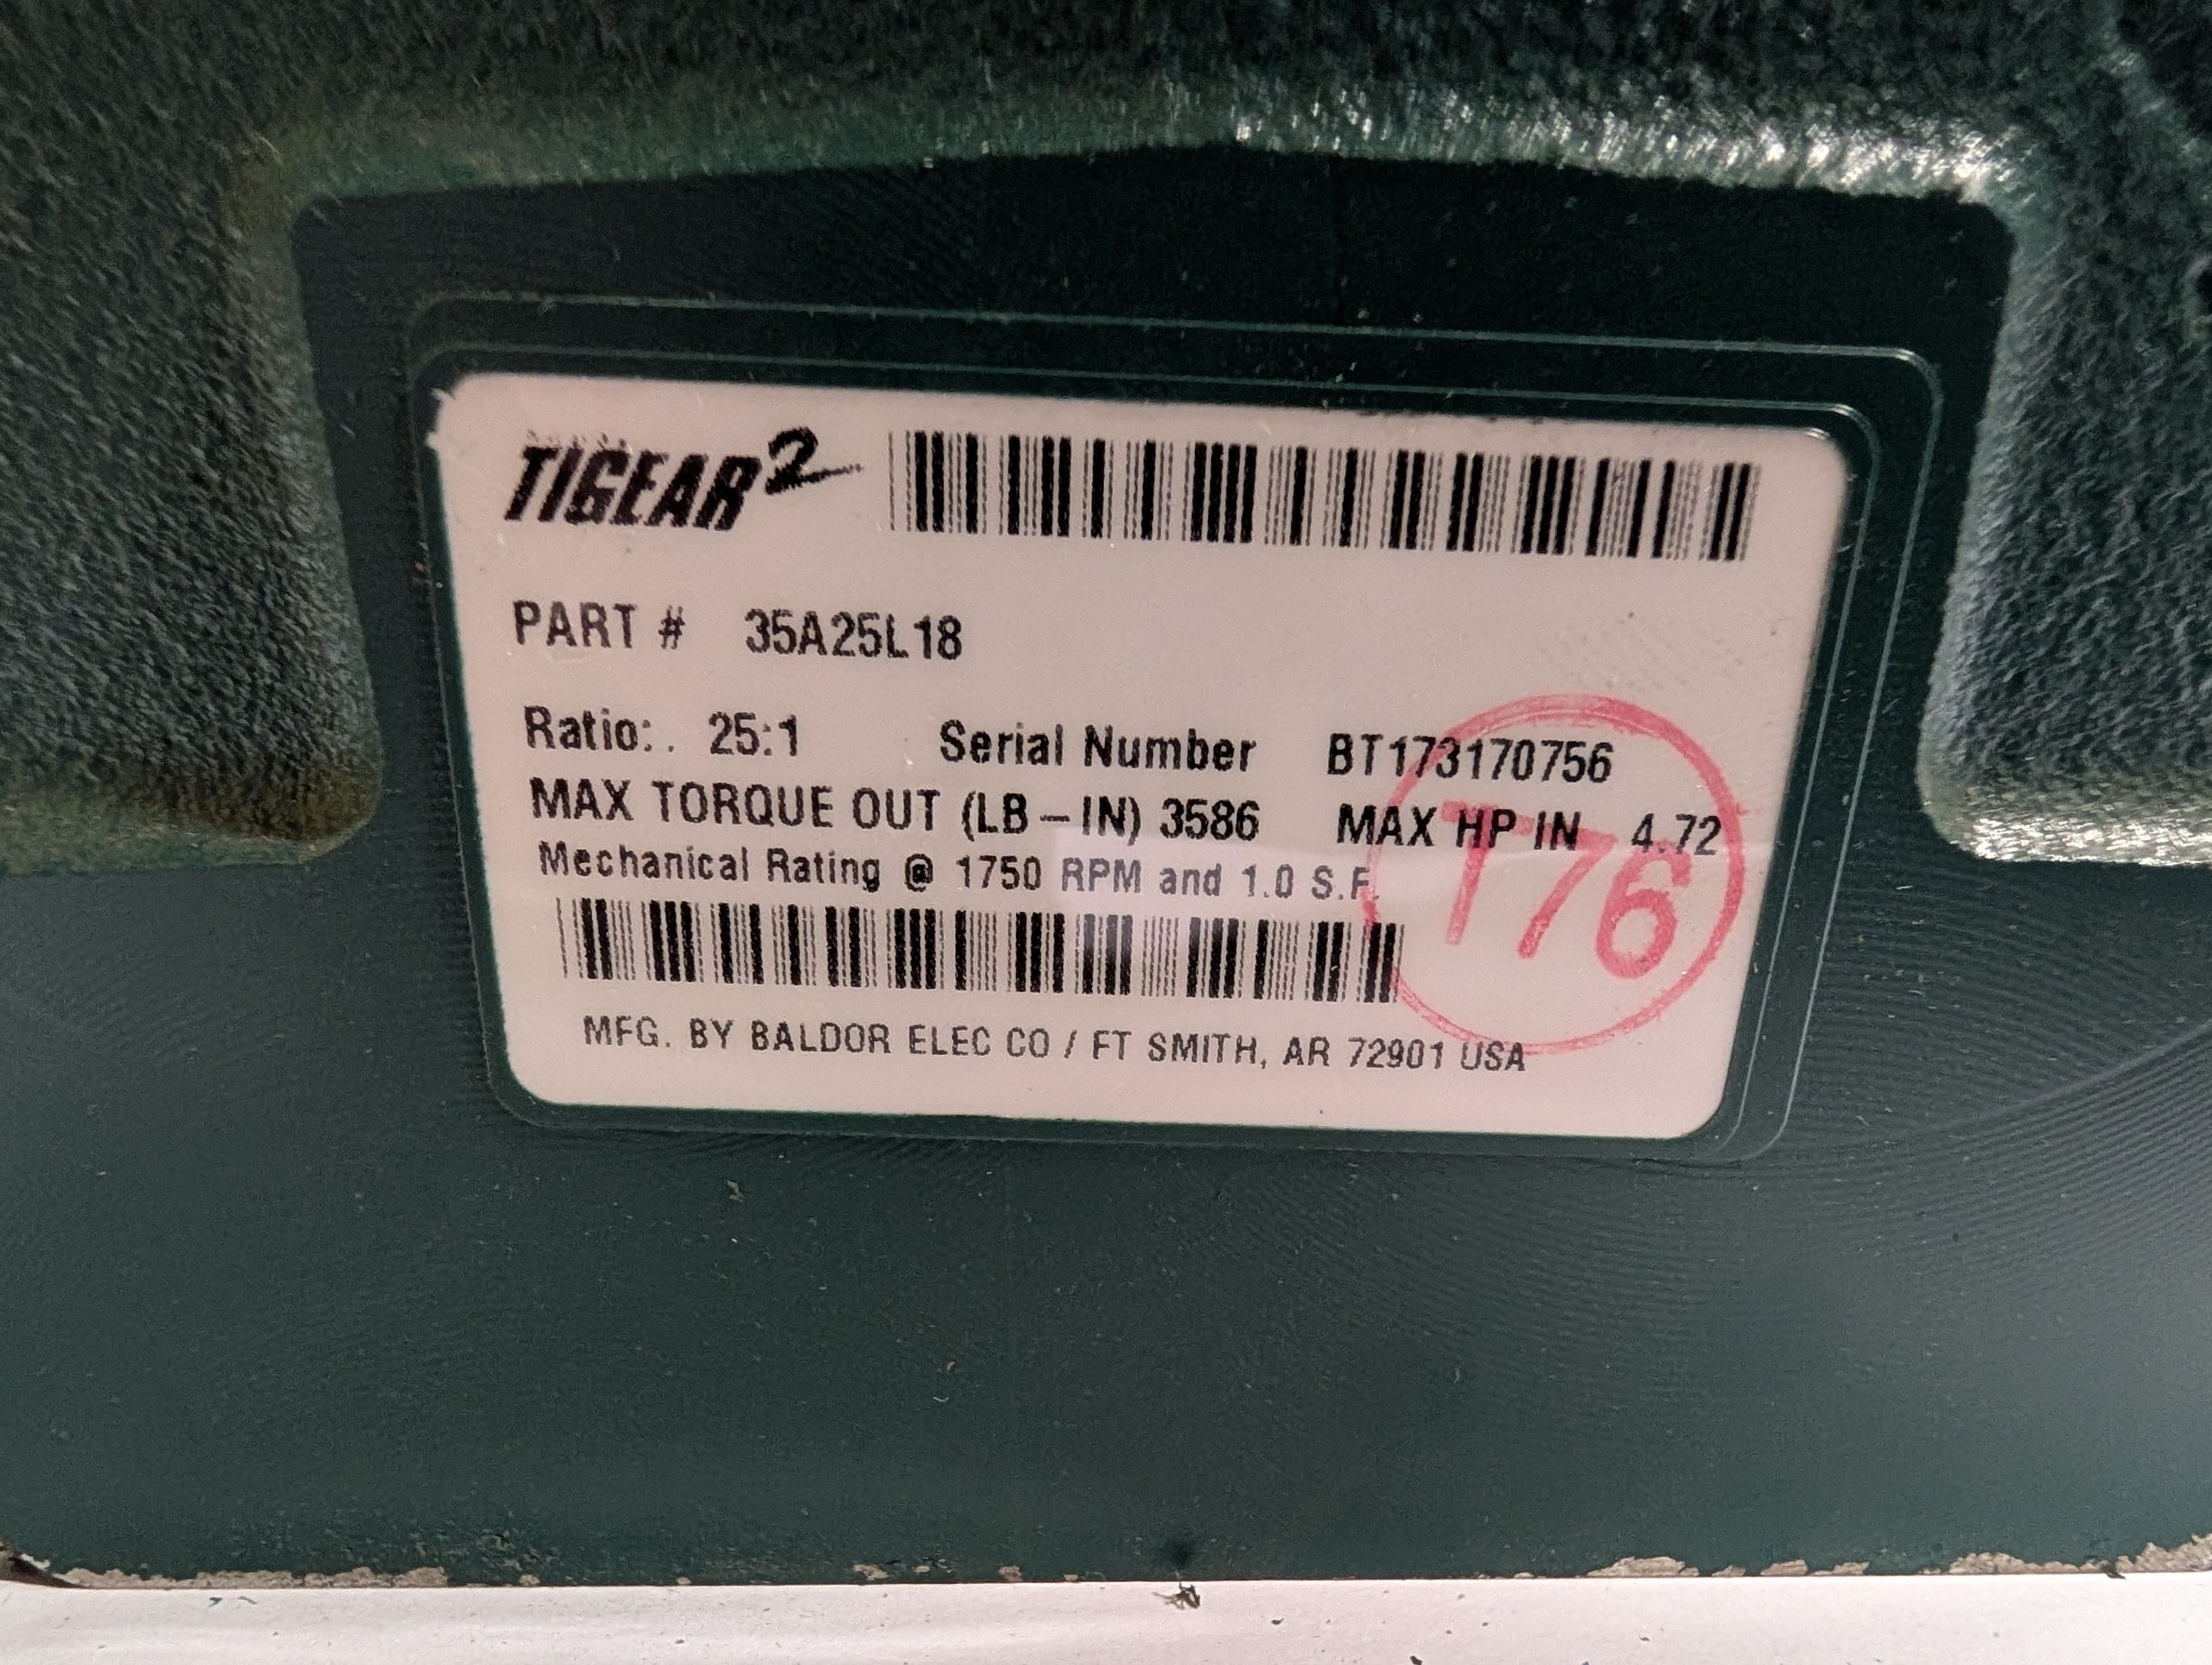 TIGEAR2
PART # 35A25L18
Ratio: . 25:1 Serial Number BT173170756
MAX TORQUE OUT (LB-IN) 3586 MAX HP IN 4.72
Mechanical Rating @ 1750 RPM and 1.0 S.F.
T76
MFG. BY BALDOR ELEC CO / FT SMITH, AR 72901 USA